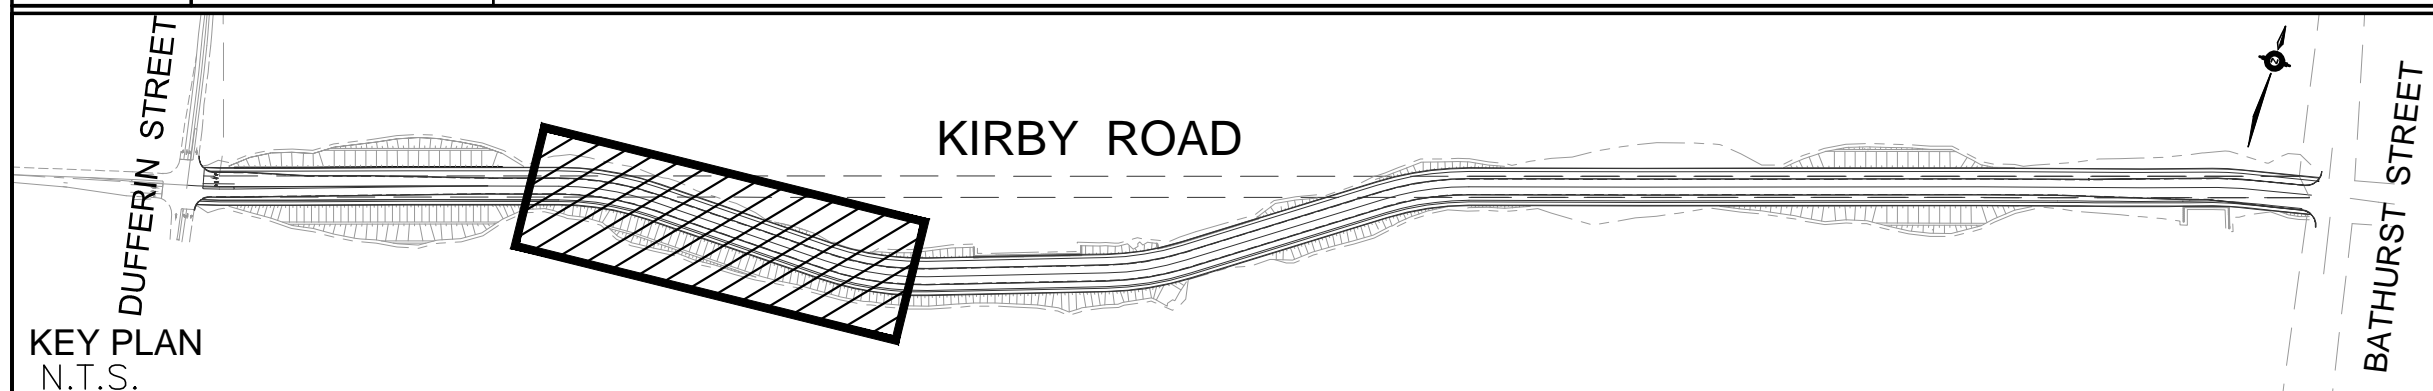 DUFFERIN STREET
KIRBY ROAD
BATHURST STREET
KEY PLAN
N.T.S.
Z